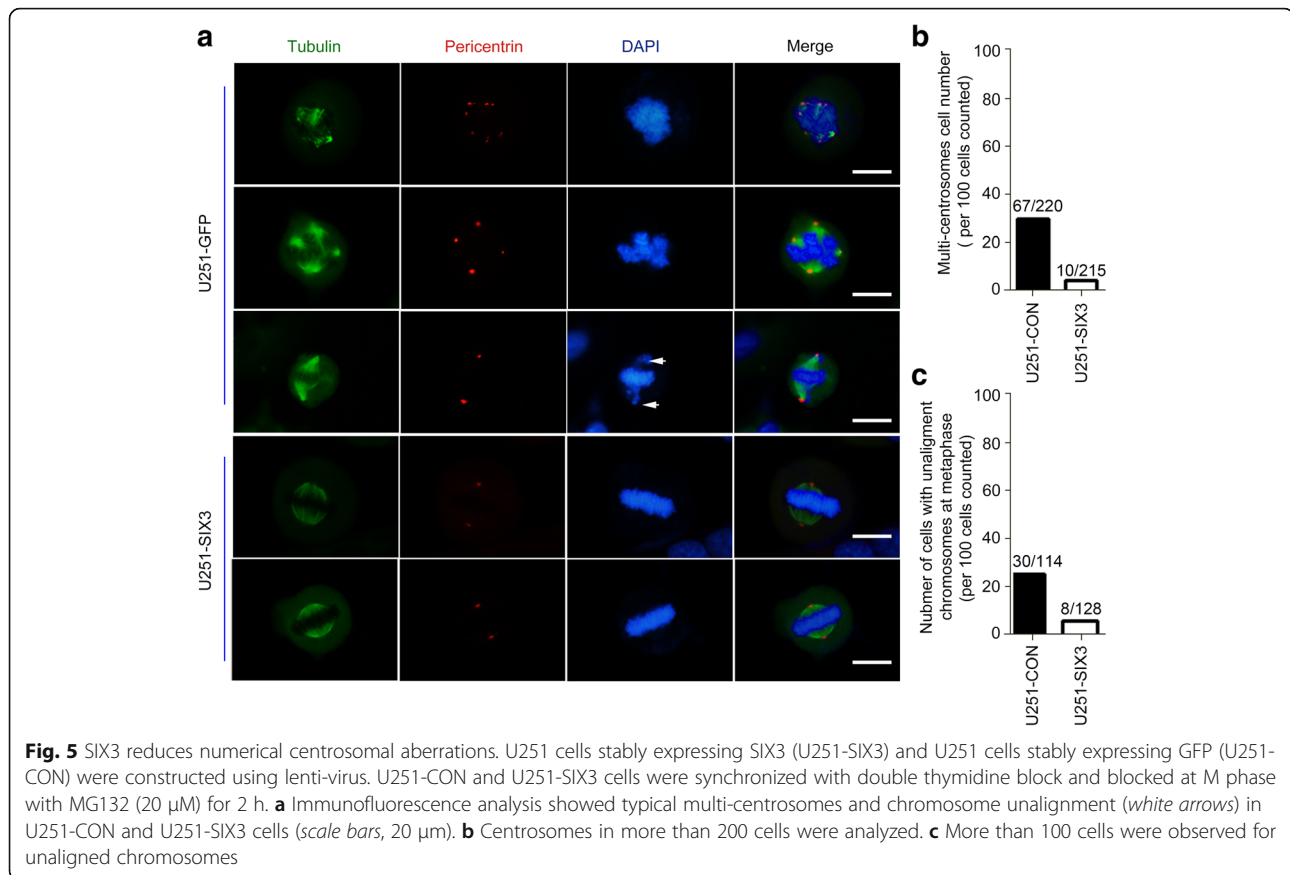 a
Tubulin
Pericentrin
DAPI
Merge
U251-GFP
U251-SIX3
b
Multi-centrosomes cell number
( per 100 cells counted)
100
80
60
40
20
0
67/220
10/215
U251-CON
U251-SIX3
c
Nubmer of cells with unaligment
chromosomes at metaphase
(per 100 cells counted)
100
80
60
40
20
0
30/114
8/128
U251-CON
U251-SIX3
Fig. 5 SIX3 reduces numerical centrosomal aberrations. U251 cells stably expressing SIX3 (U251-SIX3) and U251 cells stably expressing GFP (U251-
CON) were constructed using lenti-virus. U251-CON and U251-SIX3 cells were synchronized with double thymidine block and blocked at M phase
with MG132 (20 μM) for 2 h. a Immunofluorescence analysis showed typical multi-centrosomes and chromosome unalignment (white arrows) in
U251-CON and U251-SIX3 cells (scale bars, 20 μm). b Centrosomes in more than 200 cells were analyzed. c More than 100 cells were observed for
unaligned chromosomes